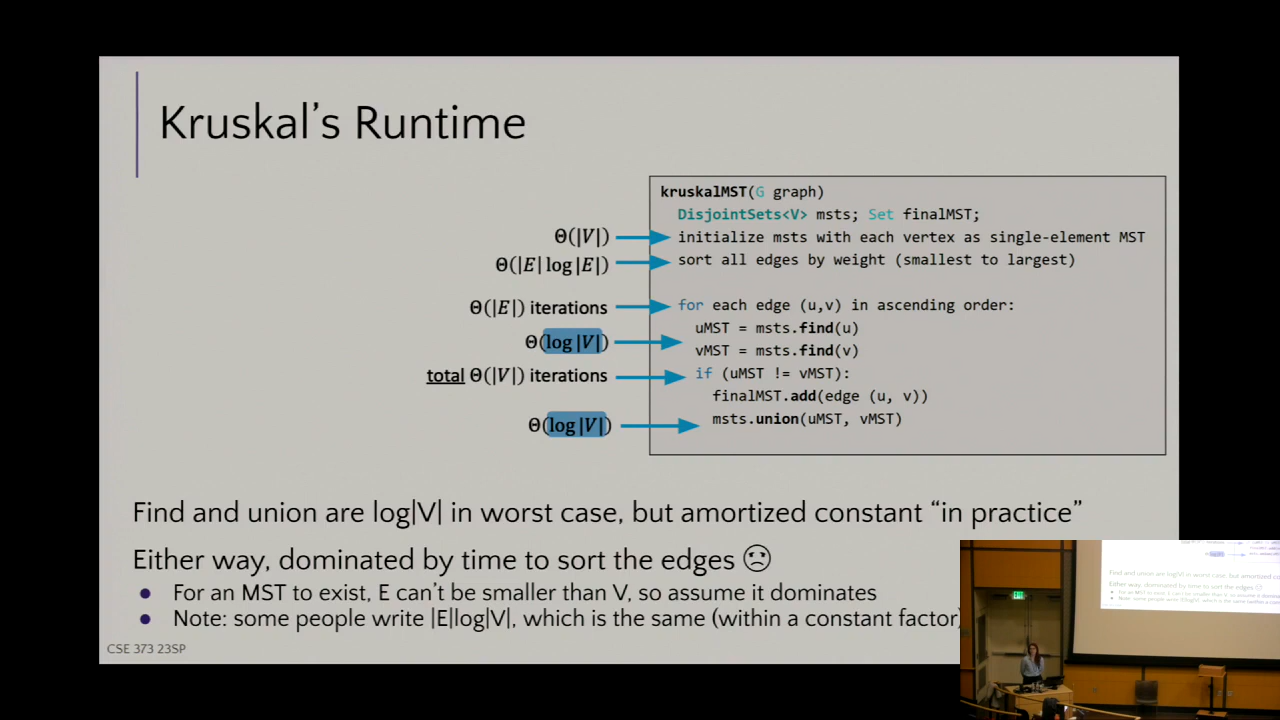 Kruskal's Runtime
kruskalMST(G graph)
DisjointSets<V> msts; Set finalMST;
Θ(|V|) initialize msts with each vertex as single-element MST
Θ(|E| log|E|) sort all edges by weight (smallest to largest)
Θ(|E|) iterations for each edge (u,v) in ascending order:
uMST = msts.find(u)
Θ(log|V|)
vMST = msts.find(v)
total Θ(|V|) iterations if (uMST != vMST):
finalMST.add(edge (u, v))
Θ(log|V|) msts.union(uMST, vMST)
Find and union are log|V| in worst case, but amortized constant "in practice"
Either way, dominated by time to sort the edges ☹
● For an MST to exist, E can't be smaller than V, so assume it dominates
● Note: some people write |E|log|V|, which is the same (within a constant factor)
CSE 373 23SP